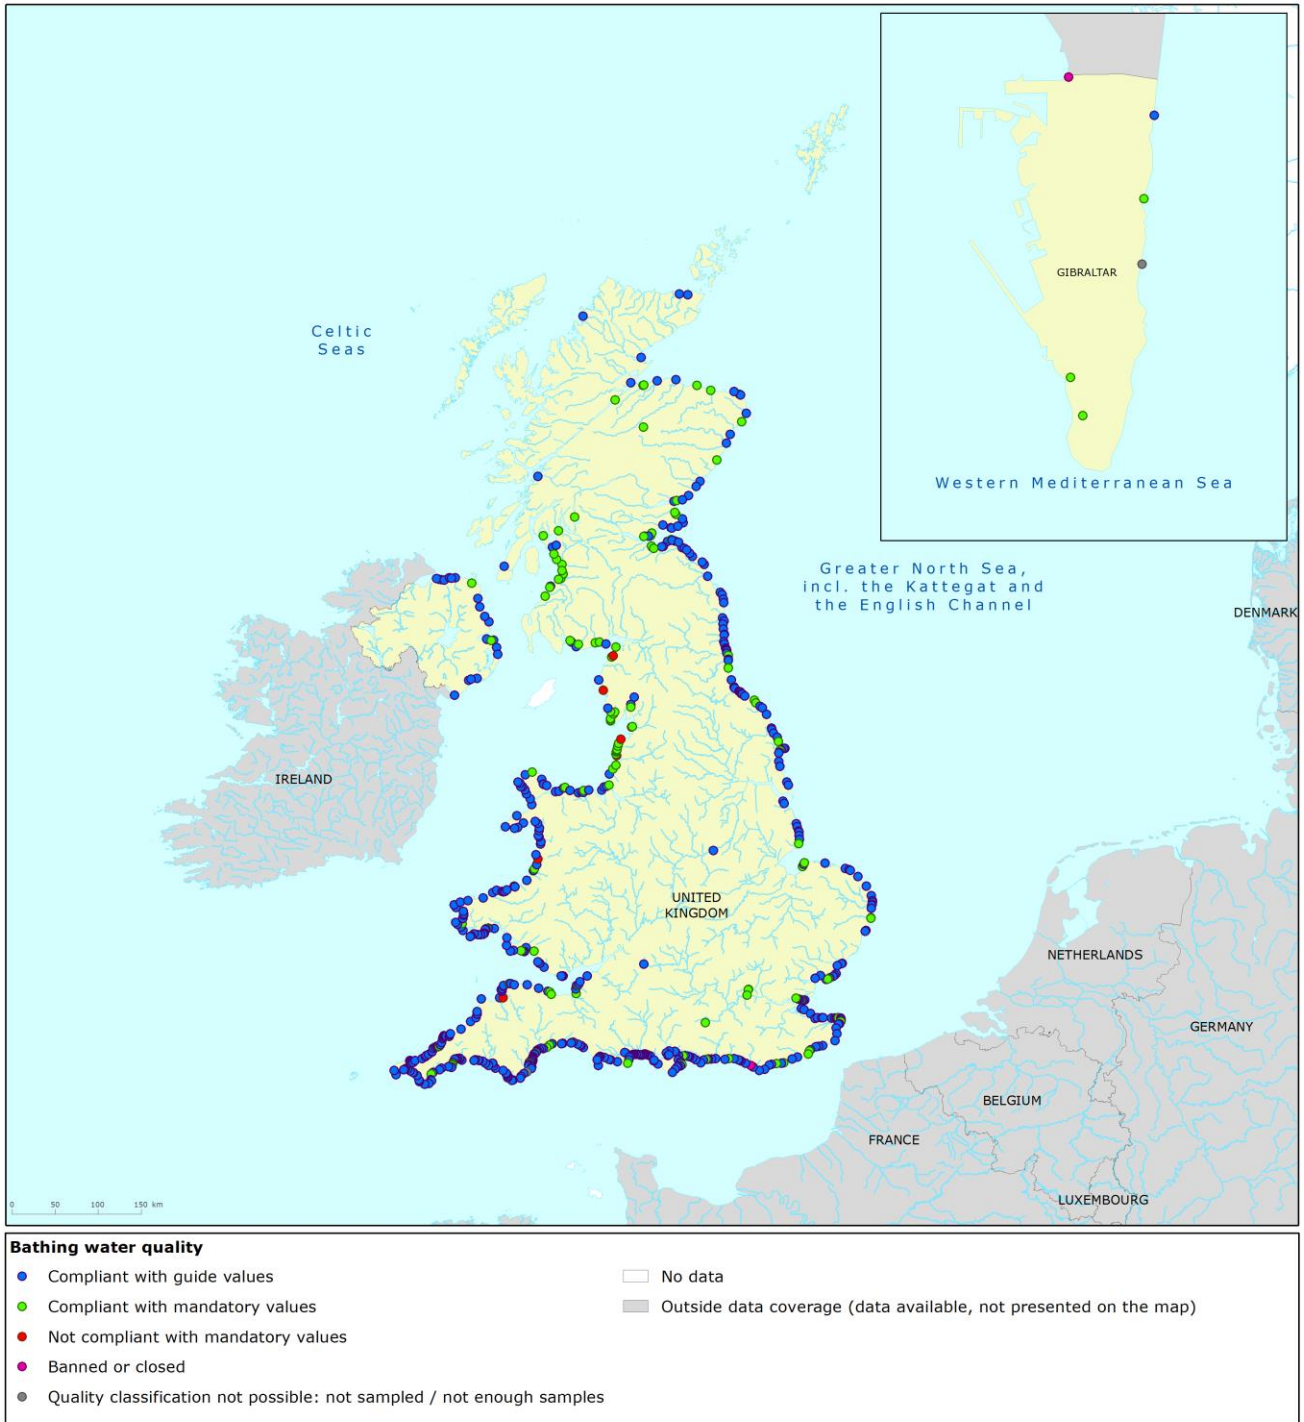 GIBRALTAR
Western Mediterranean Sea
Celtic
Seas
Greater North Sea,
incl. the Kattegat and
the English Channel
DENMARK
IRELAND
UNITED
KINGDOM
NETHERLANDS
GERMANY
BELGIUM
FRANCE
LUXEMBOURG
0 50 100 150 km
Bathing water quality
Compliant with guide values
No data
Compliant with mandatory values
Outside data coverage (data available, not presented on the map)
Not compliant with mandatory values
Banned or closed
Quality classification not possible: not sampled / not enough samples